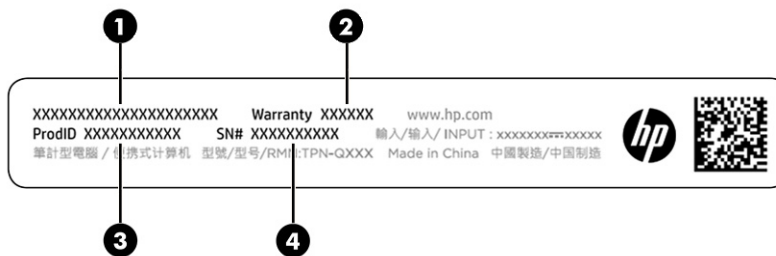 1 2
XXXXXXXXXXXXXXXXXXXXX Warranty XXXXXX www.hp.com
ProdID XXXXXXXXXXX SN# XXXXXXXXXX 輸入/输入/ INPUT : xxxxxxx⎓xxxxx
筆計型電腦 / 便携式计算机 型號/型号/RMN:TPN-QXXX Made in China 中國製造/中国制造
hp
3 4